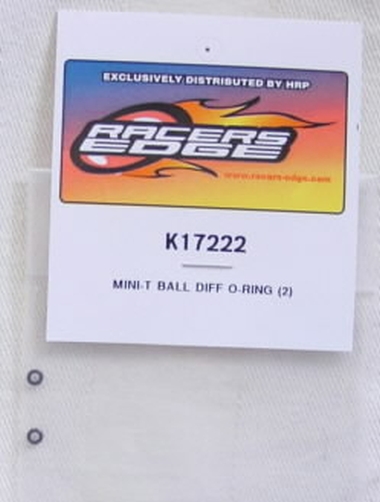 EXCLUSIVELY DISTRIBUTED BY HRP
RACERS
EDGE
www.racers-edge.com
K17222
MINI-T BALL DIFF O-RING (2)